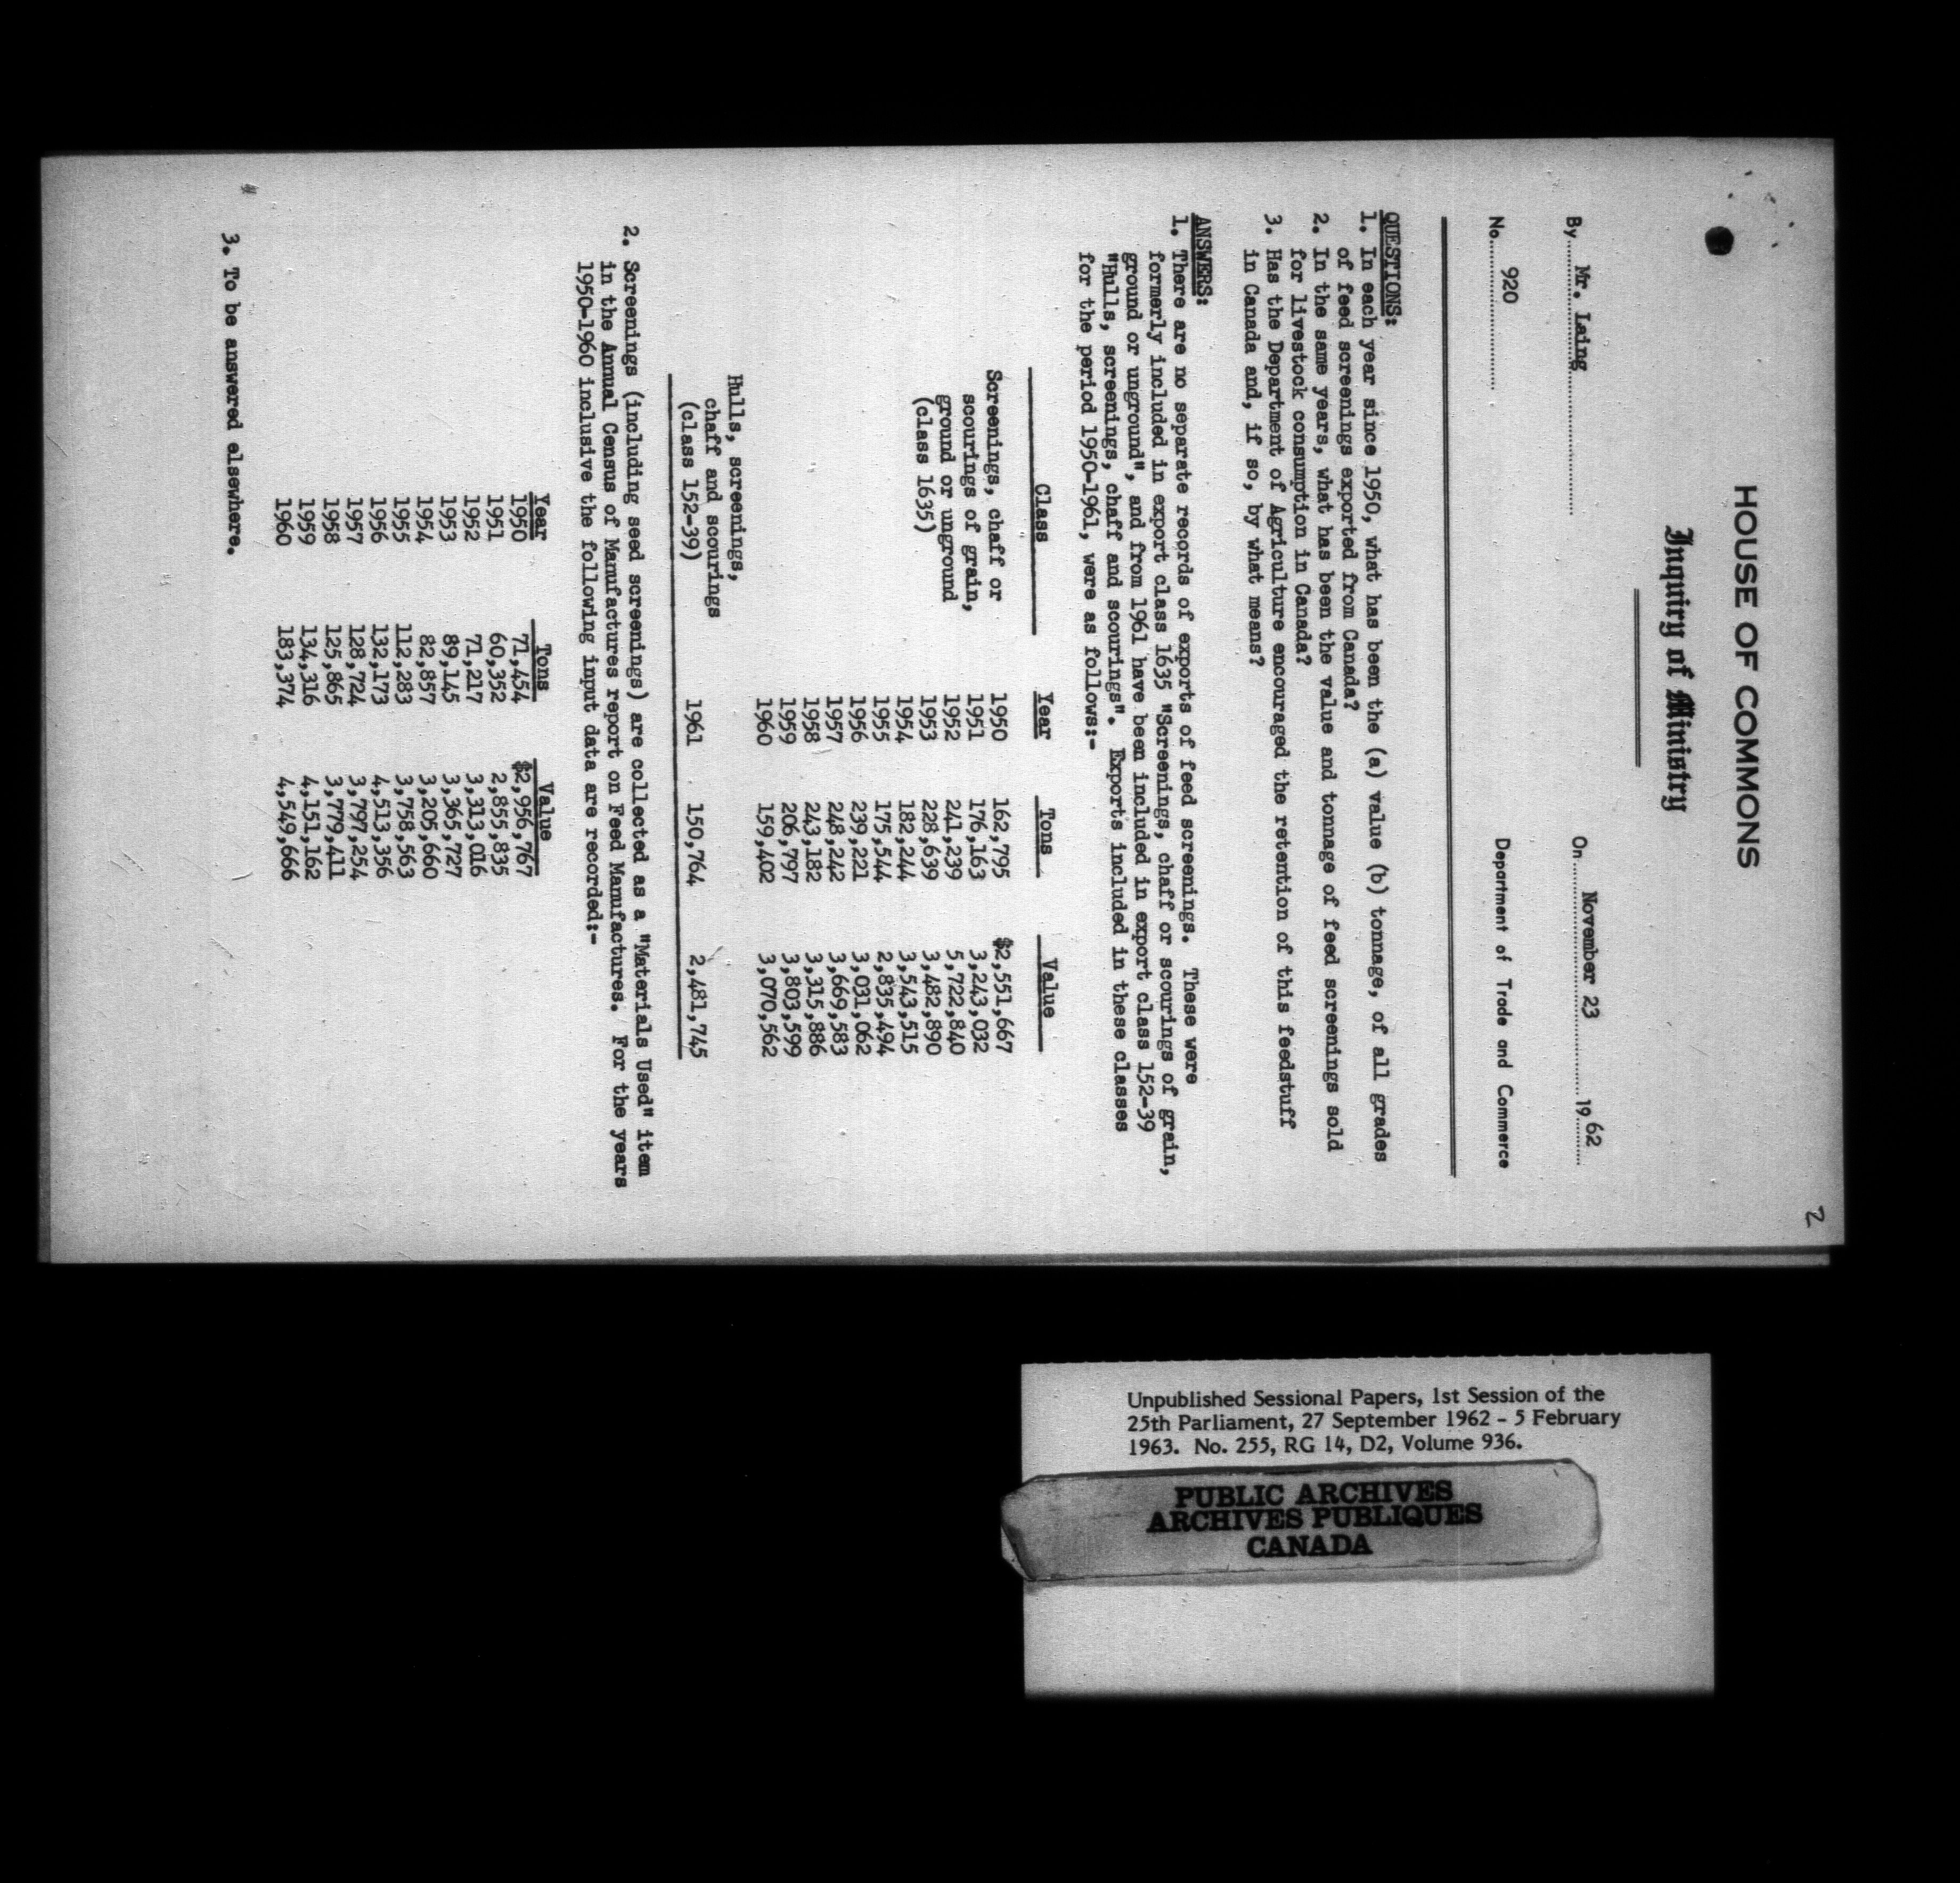 2
HOUSE OF COMMONS
Inquiry of Ministry
By Mr. Laing On November 23 1962
No. 920 Department of Trade and Commerce
QUESTIONS:
1. In each year since 1950, what has been the (a) value (b) tonnage, of all grades
of feed screenings exported from Canada?
2. In the same years, what has been the value and tonnage of feed screenings sold
for livestock consumption in Canada?
3. Has the Department of Agriculture encouraged the retention of this feedstuff
in Canada and, if so, by what means?
ANSWERS:
1. There are no separate records of exports of feed screenings. These were
formerly included in export class 1635 "Screenings, chaff or scourings of grain,
ground or unground", and from 1961 have been included in export class 152-39
"Hulls, screenings, chaff and scourings". Exports included in these classes
for the period 1950-1961, were as follows:-
Class Year Tons Value
Screenings, chaff or 1950 162,795 $2,551,667
scourings of grain, 1951 176,163 3,243,032
ground or unground 1952 241,239 5,722,840
(class 1635) 1953 228,639 3,482,890
1954 182,244 3,543,515
1955 175,544 2,835,494
1956 239,221 3,031,062
1957 248,242 3,669,583
1958 243,182 3,315,886
1959 206,797 3,803,599
1960 159,402 3,070,562
Hulls, screenings,
chaff and scourings
(class 152-39) 1961 150,764 2,481,745
2. Screenings (including seed screenings) are collected as a "Materials Used" item
in the Annual Census of Manufactures report on Feed Manufactures. For the years
1950-1960 inclusive the following input data are recorded:-
Year Tons Value
1950 71,454 $2,956,767
1951 60,352 2,855,835
1952 71,217 3,313,016
1953 89,145 3,365,727
1954 82,857 3,205,660
1955 112,283 3,758,563
1956 132,173 4,513,356
1957 128,724 3,797,254
1958 125,865 3,779,411
1959 134,316 4,151,162
1960 183,374 4,549,666
3. To be answered elsewhere.
Unpublished Sessional Papers, 1st Session of the
25th Parliament, 27 September 1962 - 5 February
1963. No. 255, RG 14, D2, Volume 936.
PUBLIC ARCHIVES
ARCHIVES PUBLIQUES
CANADA